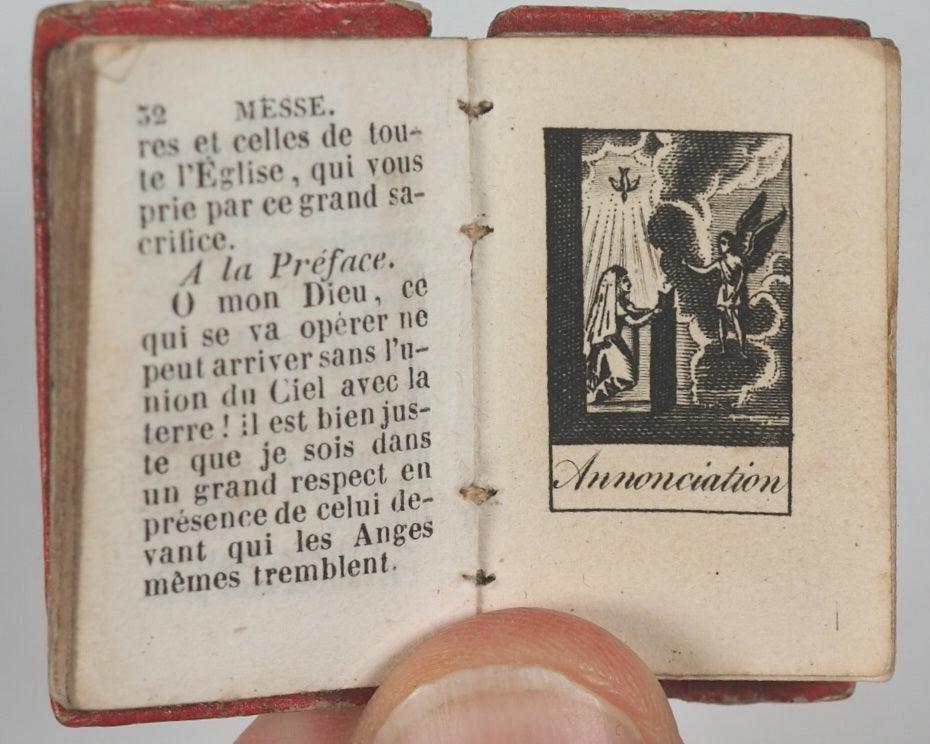 32 MESSE.
res et celles de tou-
te l'Église, qui vous
prie par ce grand sa-
crifice.
A la Préface.
O mon Dieu, ce
qui se va opérer ne
peut arriver sans l'u-
nion du Ciel avec la
terre ! il est bien jus-
te que je sois dans
un grand respect en
présence de celui de-
vant qui les Anges
mêmes tremblent.
Annonciation